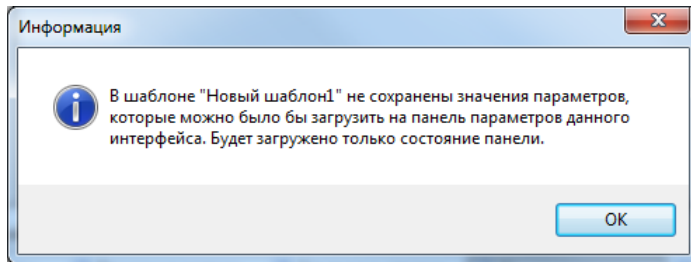 Информация
В шаблоне "Новый шаблон1" не сохранены значения параметров,
которые можно было бы загрузить на панель параметров данного
интерфейса. Будет загружено только состояние панели.
OK